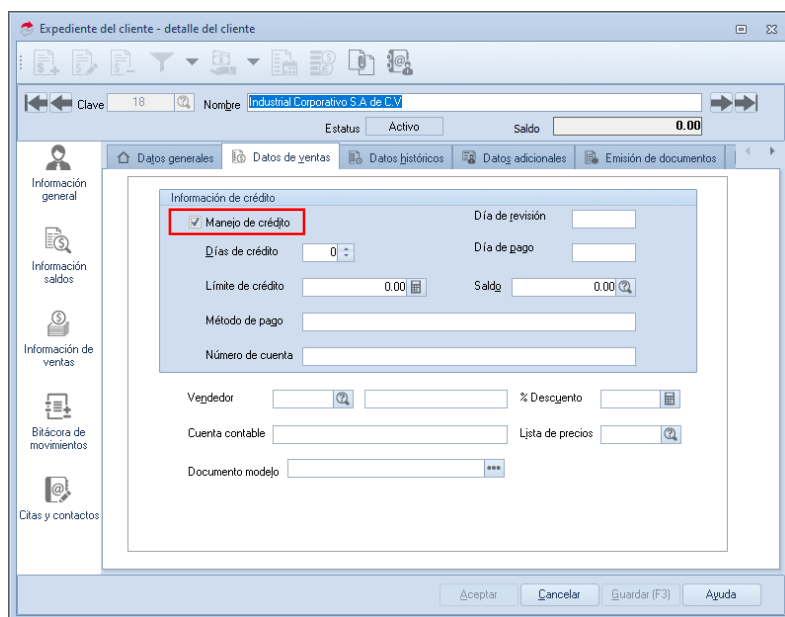 Expediente del cliente - detalle del cliente
Clave 18 Nombre Industrial Corporativo S.A de C.V
Estatus Activo Saldo 0.00
Información general
Información saldos
Información de ventas
Bitácora de movimientos
Citas y contactos
Datos generales Datos de ventas Datos históricos Datos adicionales Emisión de documentos
Información de crédito
Manejo de crédito Día de revisión
Días de crédito 0 Día de pago
Límite de crédito 0.00 Saldo 0.00
Método de pago
Número de cuenta
Vendedor % Descuento
Cuenta contable Lista de precios
Documento modelo
Aceptar Cancelar Guardar (F3) Ayuda